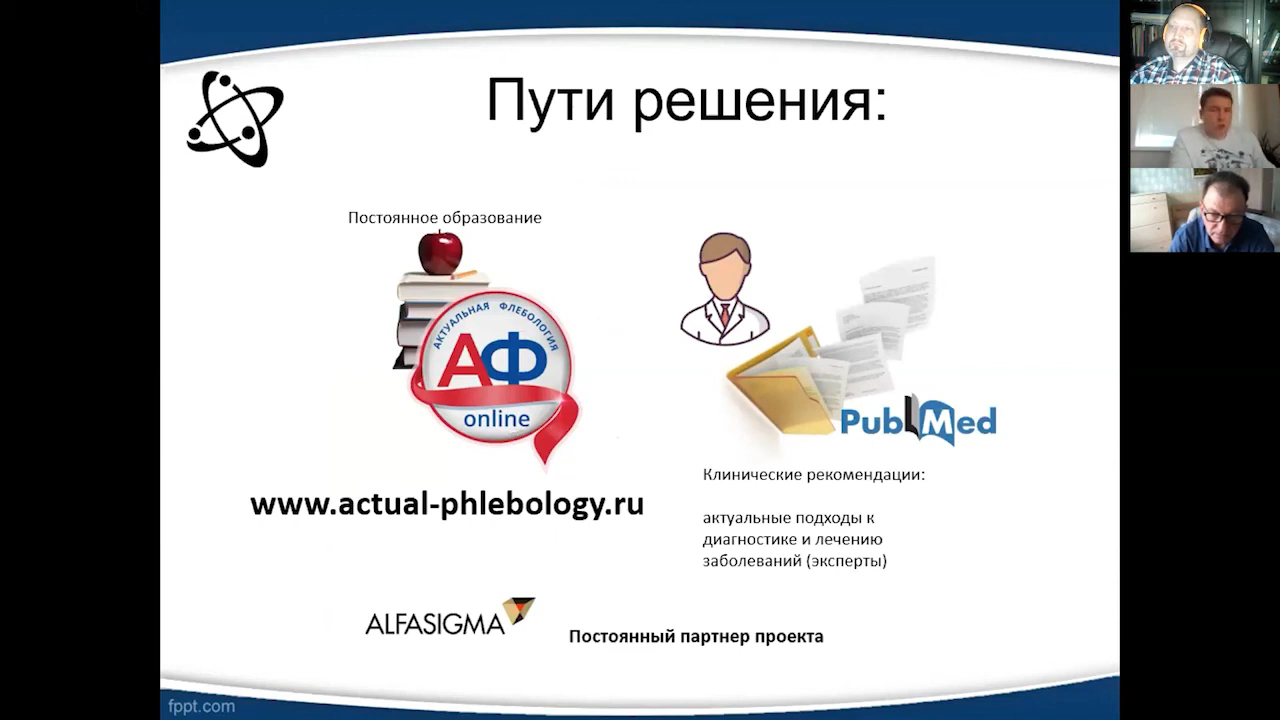 Пути решения:
Постоянное образование
АКТУАЛЬНАЯ ФЛЕБОЛОГИЯ
АФ
online
www.actual-phlebology.ru
PubMed
Клинические рекомендации:
актуальные подходы к
диагностике и лечению
заболеваний (эксперты)
ALFASIGMA
Постоянный партнер проекта
fppt.com